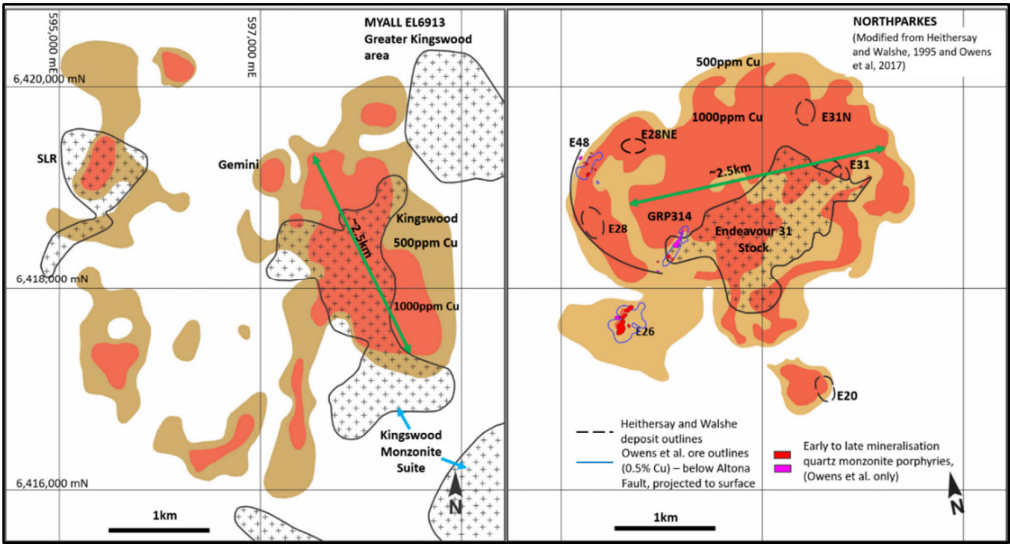 595,000 mE
597,000 mE
MYALL EL6913
Greater Kingswood
area
6,420,000 mN
SLR
Gemini
Kingswood
500ppm Cu
~2.5km
6,418,000 mN
1000ppm Cu
Kingswood
Monzonite
Suite
6,416,000 mN
1km
N
NORTHPARKES
(Modified from Heithersay
and Walshe, 1995 and Owens
et al, 2017)
500ppm Cu
1000ppm Cu
E31N
E28NE
E48
~2.5km
E31
GRP314
E28
Endeavour 31
Stock
E26
E20
Heithersay and Walshe
deposit outlines
Owens et al. ore outlines
(0.5% Cu) – below Altona
Fault, projected to surface
Early to late mineralisation
quartz monzonite porphyries,
(Owens et al. only)
1km
N